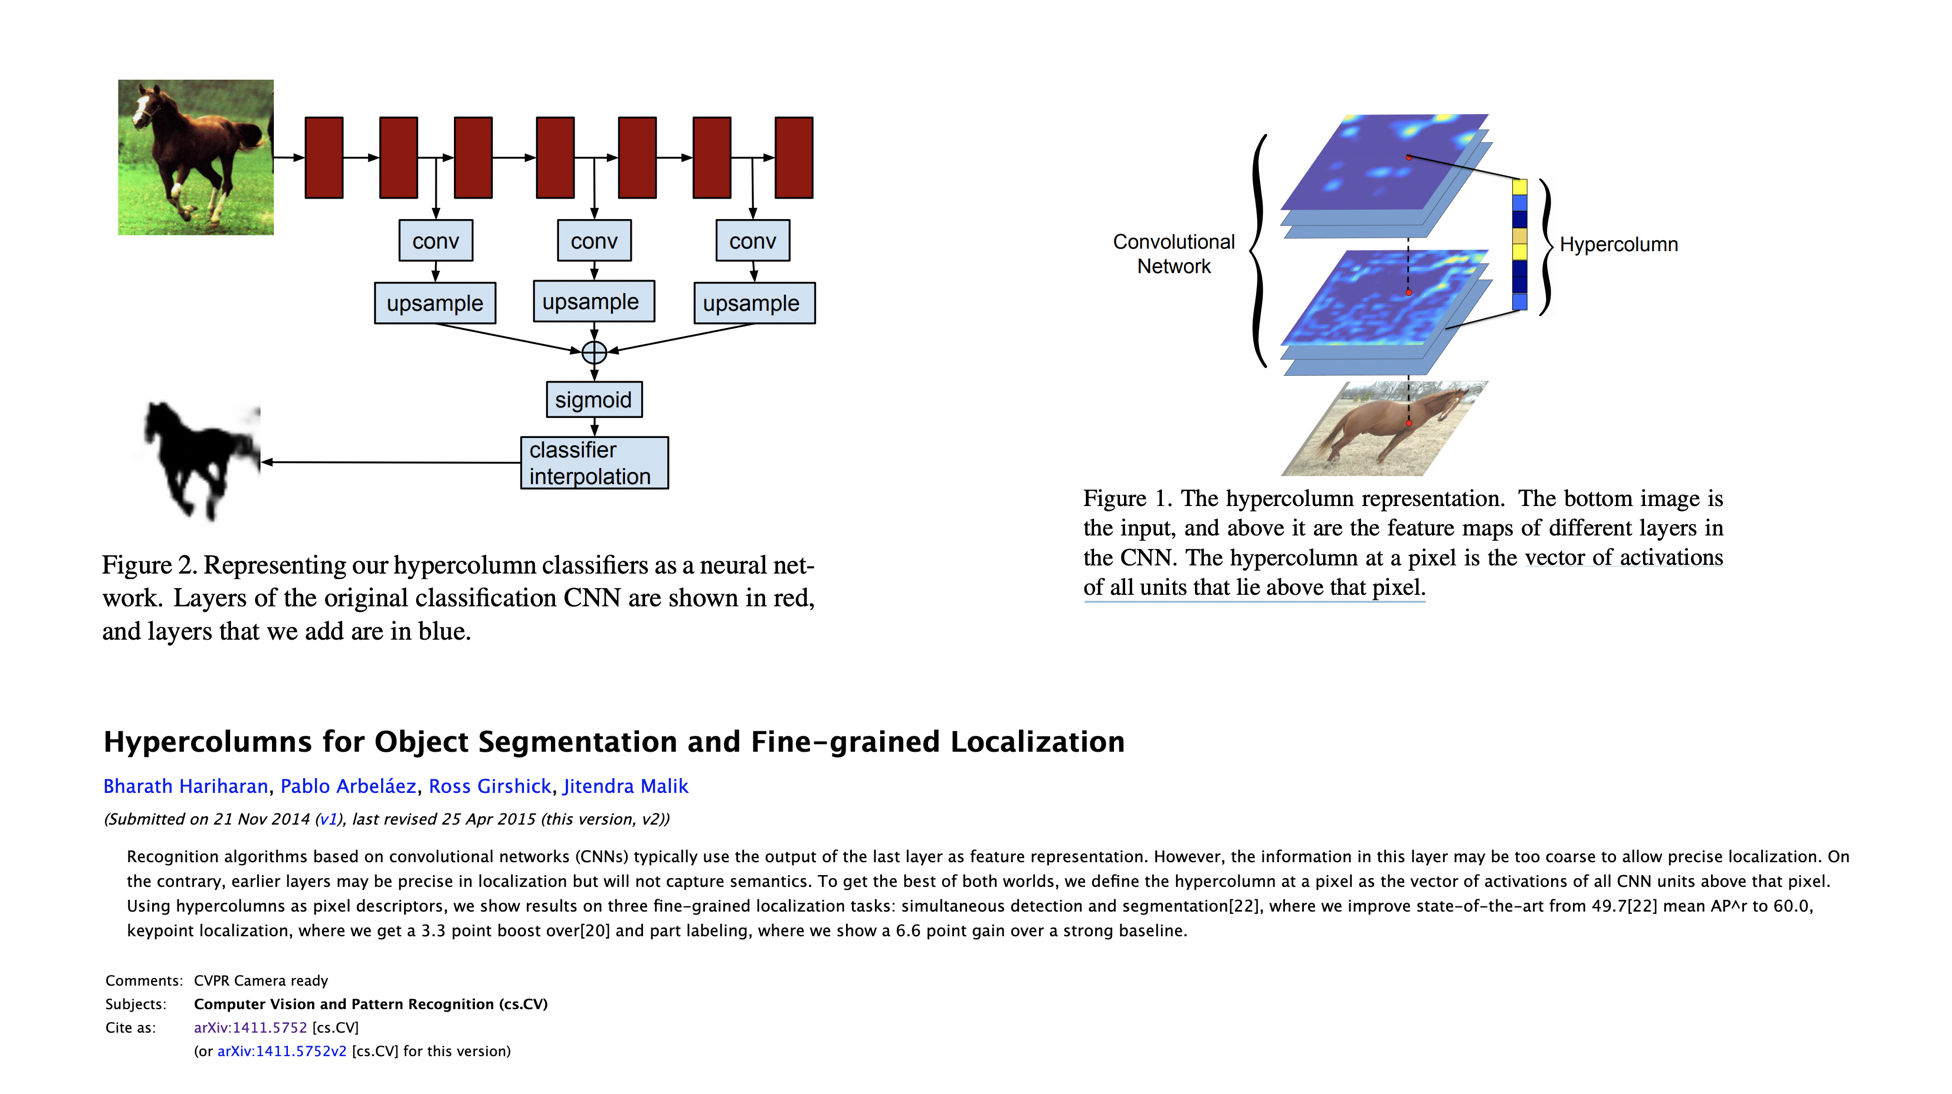 conv
conv
conv
upsample
upsample
upsample
sigmoid
classifier
interpolation
Figure 2. Representing our hypercolumn classifiers as a neural net-
work. Layers of the original classification CNN are shown in red,
and layers that we add are in blue.
Convolutional
Network
Hypercolumn
Figure 1. The hypercolumn representation. The bottom image is
the input, and above it are the feature maps of different layers in
the CNN. The hypercolumn at a pixel is the vector of activations
of all units that lie above that pixel.
Hypercolumns for Object Segmentation and Fine-grained Localization
Bharath Hariharan, Pablo Arbeláez, Ross Girshick, Jitendra Malik
(Submitted on 21 Nov 2014 (v1), last revised 25 Apr 2015 (this version, v2))
Recognition algorithms based on convolutional networks (CNNs) typically use the output of the last layer as feature representation. However, the information in this layer may be too coarse to allow precise localization. On
the contrary, earlier layers may be precise in localization but will not capture semantics. To get the best of both worlds, we define the hypercolumn at a pixel as the vector of activations of all CNN units above that pixel.
Using hypercolumns as pixel descriptors, we show results on three fine-grained localization tasks: simultaneous detection and segmentation[22], where we improve state-of-the-art from 49.7[22] mean AP^r to 60.0,
keypoint localization, where we get a 3.3 point boost over[20] and part labeling, where we show a 6.6 point gain over a strong baseline.
Comments: CVPR Camera ready
Subjects: Computer Vision and Pattern Recognition (cs.CV)
Cite as: arXiv:1411.5752 [cs.CV]
(or arXiv:1411.5752v2 [cs.CV] for this version)